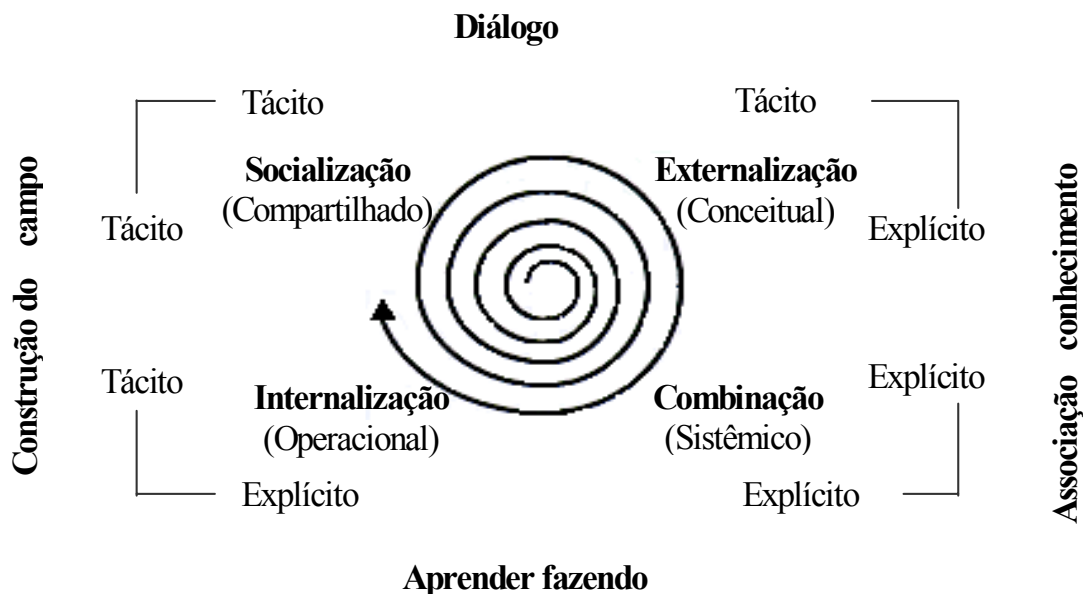 Diálogo
Tácito
Tácito
Socialização
(Compartilhado)
Externalização
(Conceitual)
Tácito
Explícito
Construção do campo
Associação conhecimento
Tácito
Explícito
Internalização
(Operacional)
Combinação
(Sistêmico)
Explícito
Explícito
Aprender fazendo